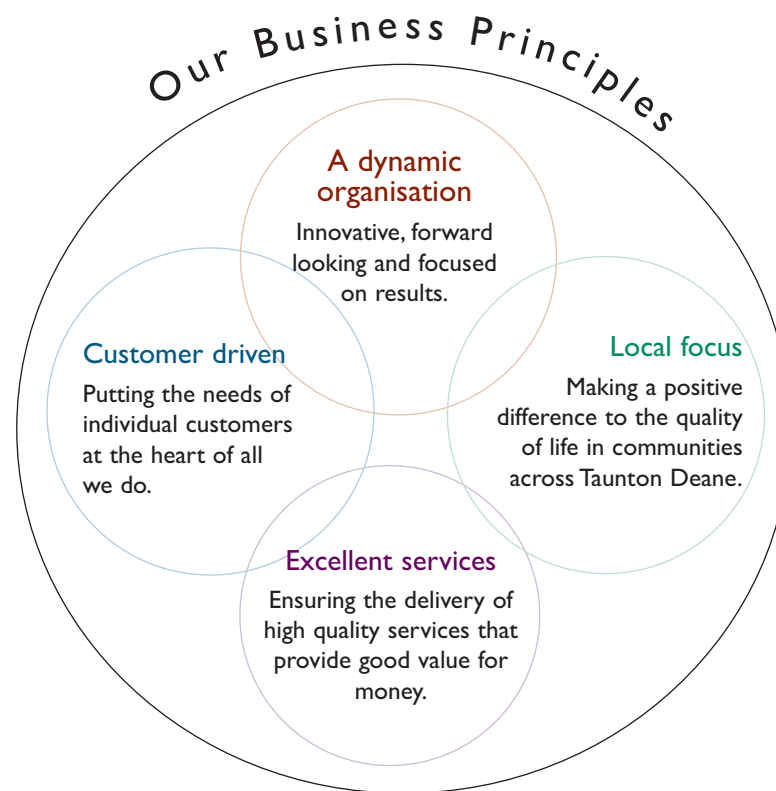 Our Business Principles
A dynamic
organisation
Innovative, forward
looking and focused
on results.
Customer driven
Putting the needs of
individual customers
at the heart of all
we do.
Local focus
Making a positive
difference to the quality
of life in communities
across Taunton Deane.
Excellent services
Ensuring the delivery of
high quality services that
provide good value for
money.